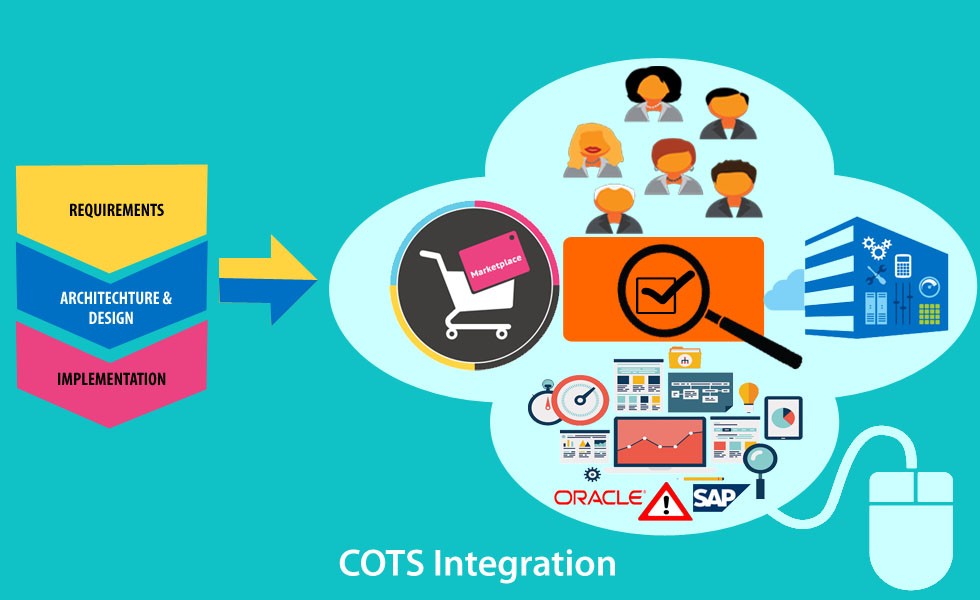 REQUIREMENTS
ARCHITECHTURE &
DESIGN
IMPLEMENTATION
Marketplace
ORACLE
SAP
COTS Integration